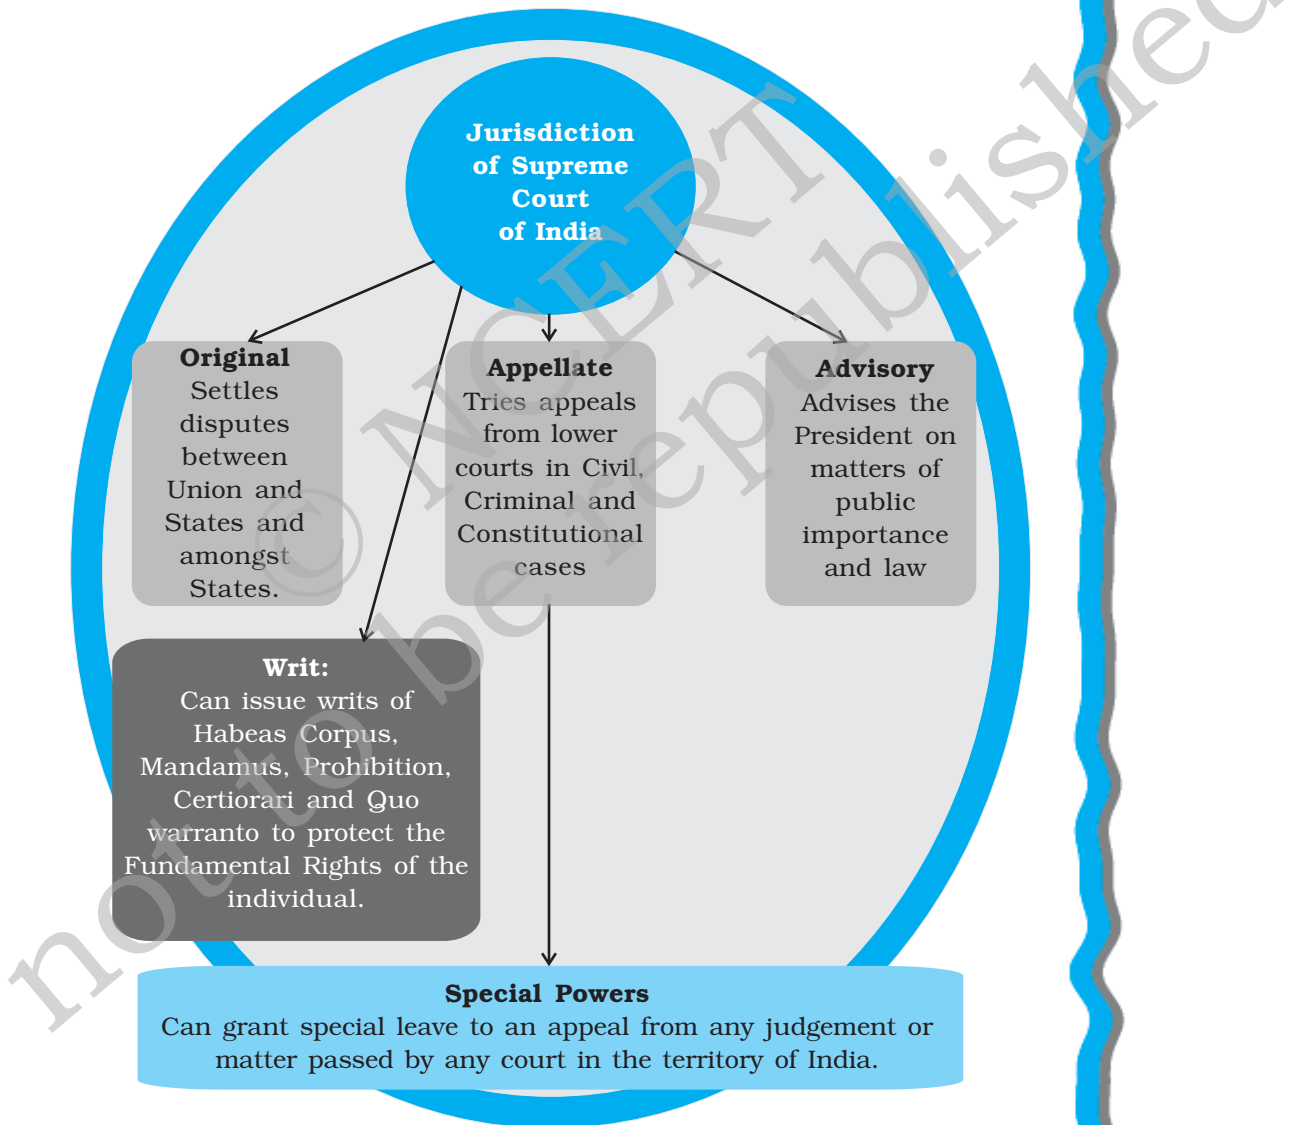 Jurisdiction
of Supreme
Court
of India
Original
Settles
disputes
between
Union and
States and
amongst
States.
Appellate
Tries appeals
from lower
courts in Civil,
Criminal and
Constitutional
cases
Advisory
Advises the
President on
matters of
public
importance
and law
Writ:
Can issue writs of
Habeas Corpus,
Mandamus, Prohibition,
Certiorari and Quo
warranto to protect the
Fundamental Rights of the
individual.
Special Powers
Can grant special leave to an appeal from any judgement or
matter passed by any court in the territory of India.
© NCERT
not to be republished